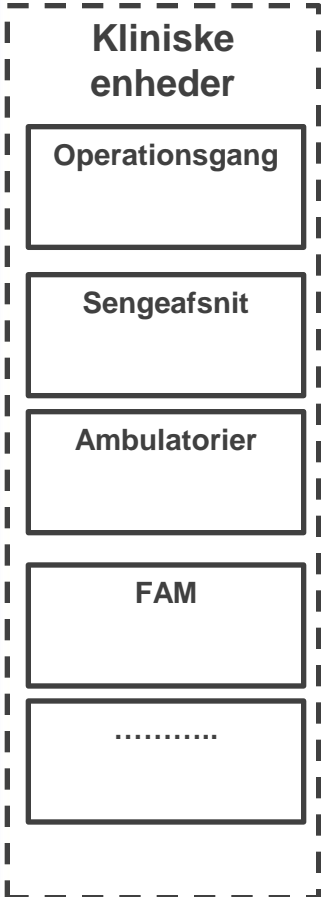 Kliniske
enheder
Operationsgang
Sengeafsnit
Ambulatorier
FAM
………..